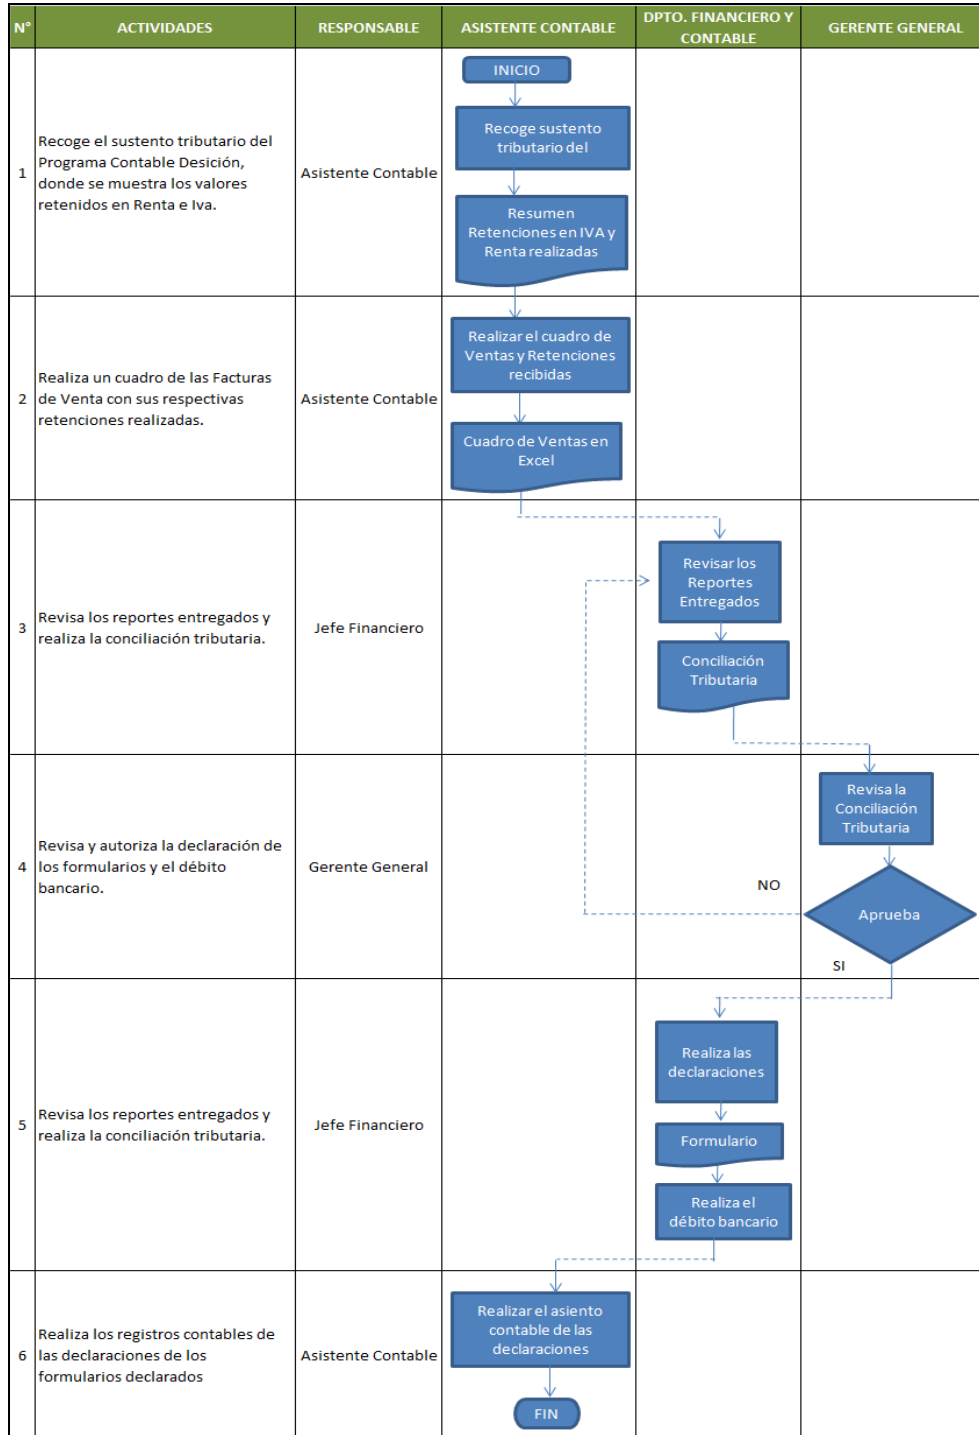 N°
ACTIVIDADES
RESPONSABLE
ASISTENTE CONTABLE
DPTO. FINANCIERO Y
CONTABLE
GERENTE GENERAL
1
Recoge el sustento tributario del
Programa Contable Desición,
donde se muestra los valores
retenidos en Renta e Iva.
Asistente Contable
INICIO
Recoge sustento
tributario del
Resumen
Retenciones en IVA y
Renta realizadas
2
Realiza un cuadro de las Facturas
de Venta con sus respectivas
retenciones realizadas.
Asistente Contable
Realizar el cuadro de
Ventas y Retenciones
recibidas
Cuadro de Ventas en
Excel
3
Revisa los reportes entregados y
realiza la conciliación tributaria.
Jefe Financiero
Revisar los
Reportes
Entregados
Conciliación
Tributaria
4
Revisa y autoriza la declaración de
los formularios y el débito
bancario.
Gerente General
Revisa la
Conciliación
Tributaria
NO
Aprueba
SI
5
Revisa los reportes entregados y
realiza la conciliación tributaria.
Jefe Financiero
Realiza las
declaraciones
Formulario
Realiza el
débito bancario
6
Realiza los registros contables de
las declaraciones de los
formularios declarados
Asistente Contable
Realizar el asiento
contable de las
declaraciones
FIN